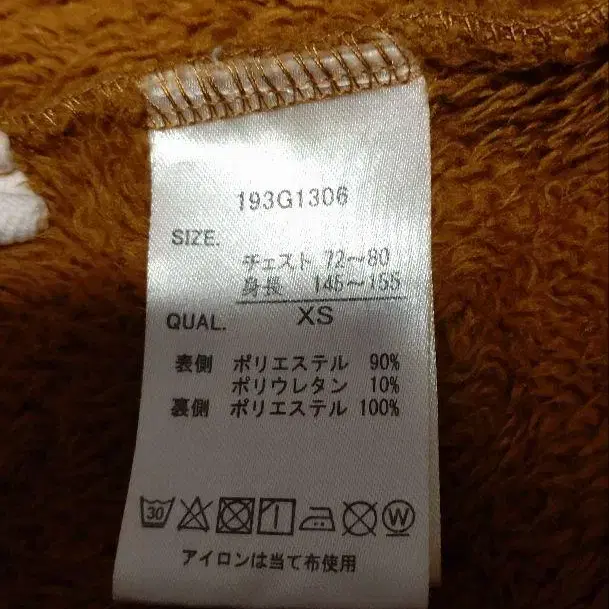 193G1306
SIZE.
チェスト 72～80
身長 145～155
XS
QUAL.
表側 ポリエステル 90%
ポリウレタン 10%
裏側 ポリエステル 100%
30 W
アイロンは当て布使用